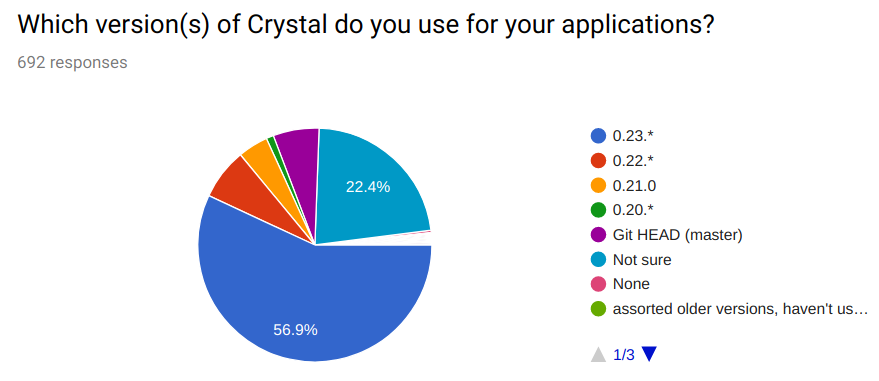 Which version(s) of Crystal do you use for your applications?
692 responses
22.4%
56.9%
0.23.*
0.22.*
0.21.0
0.20.*
Git HEAD (master)
Not sure
None
assorted older versions, haven't us…
1/3